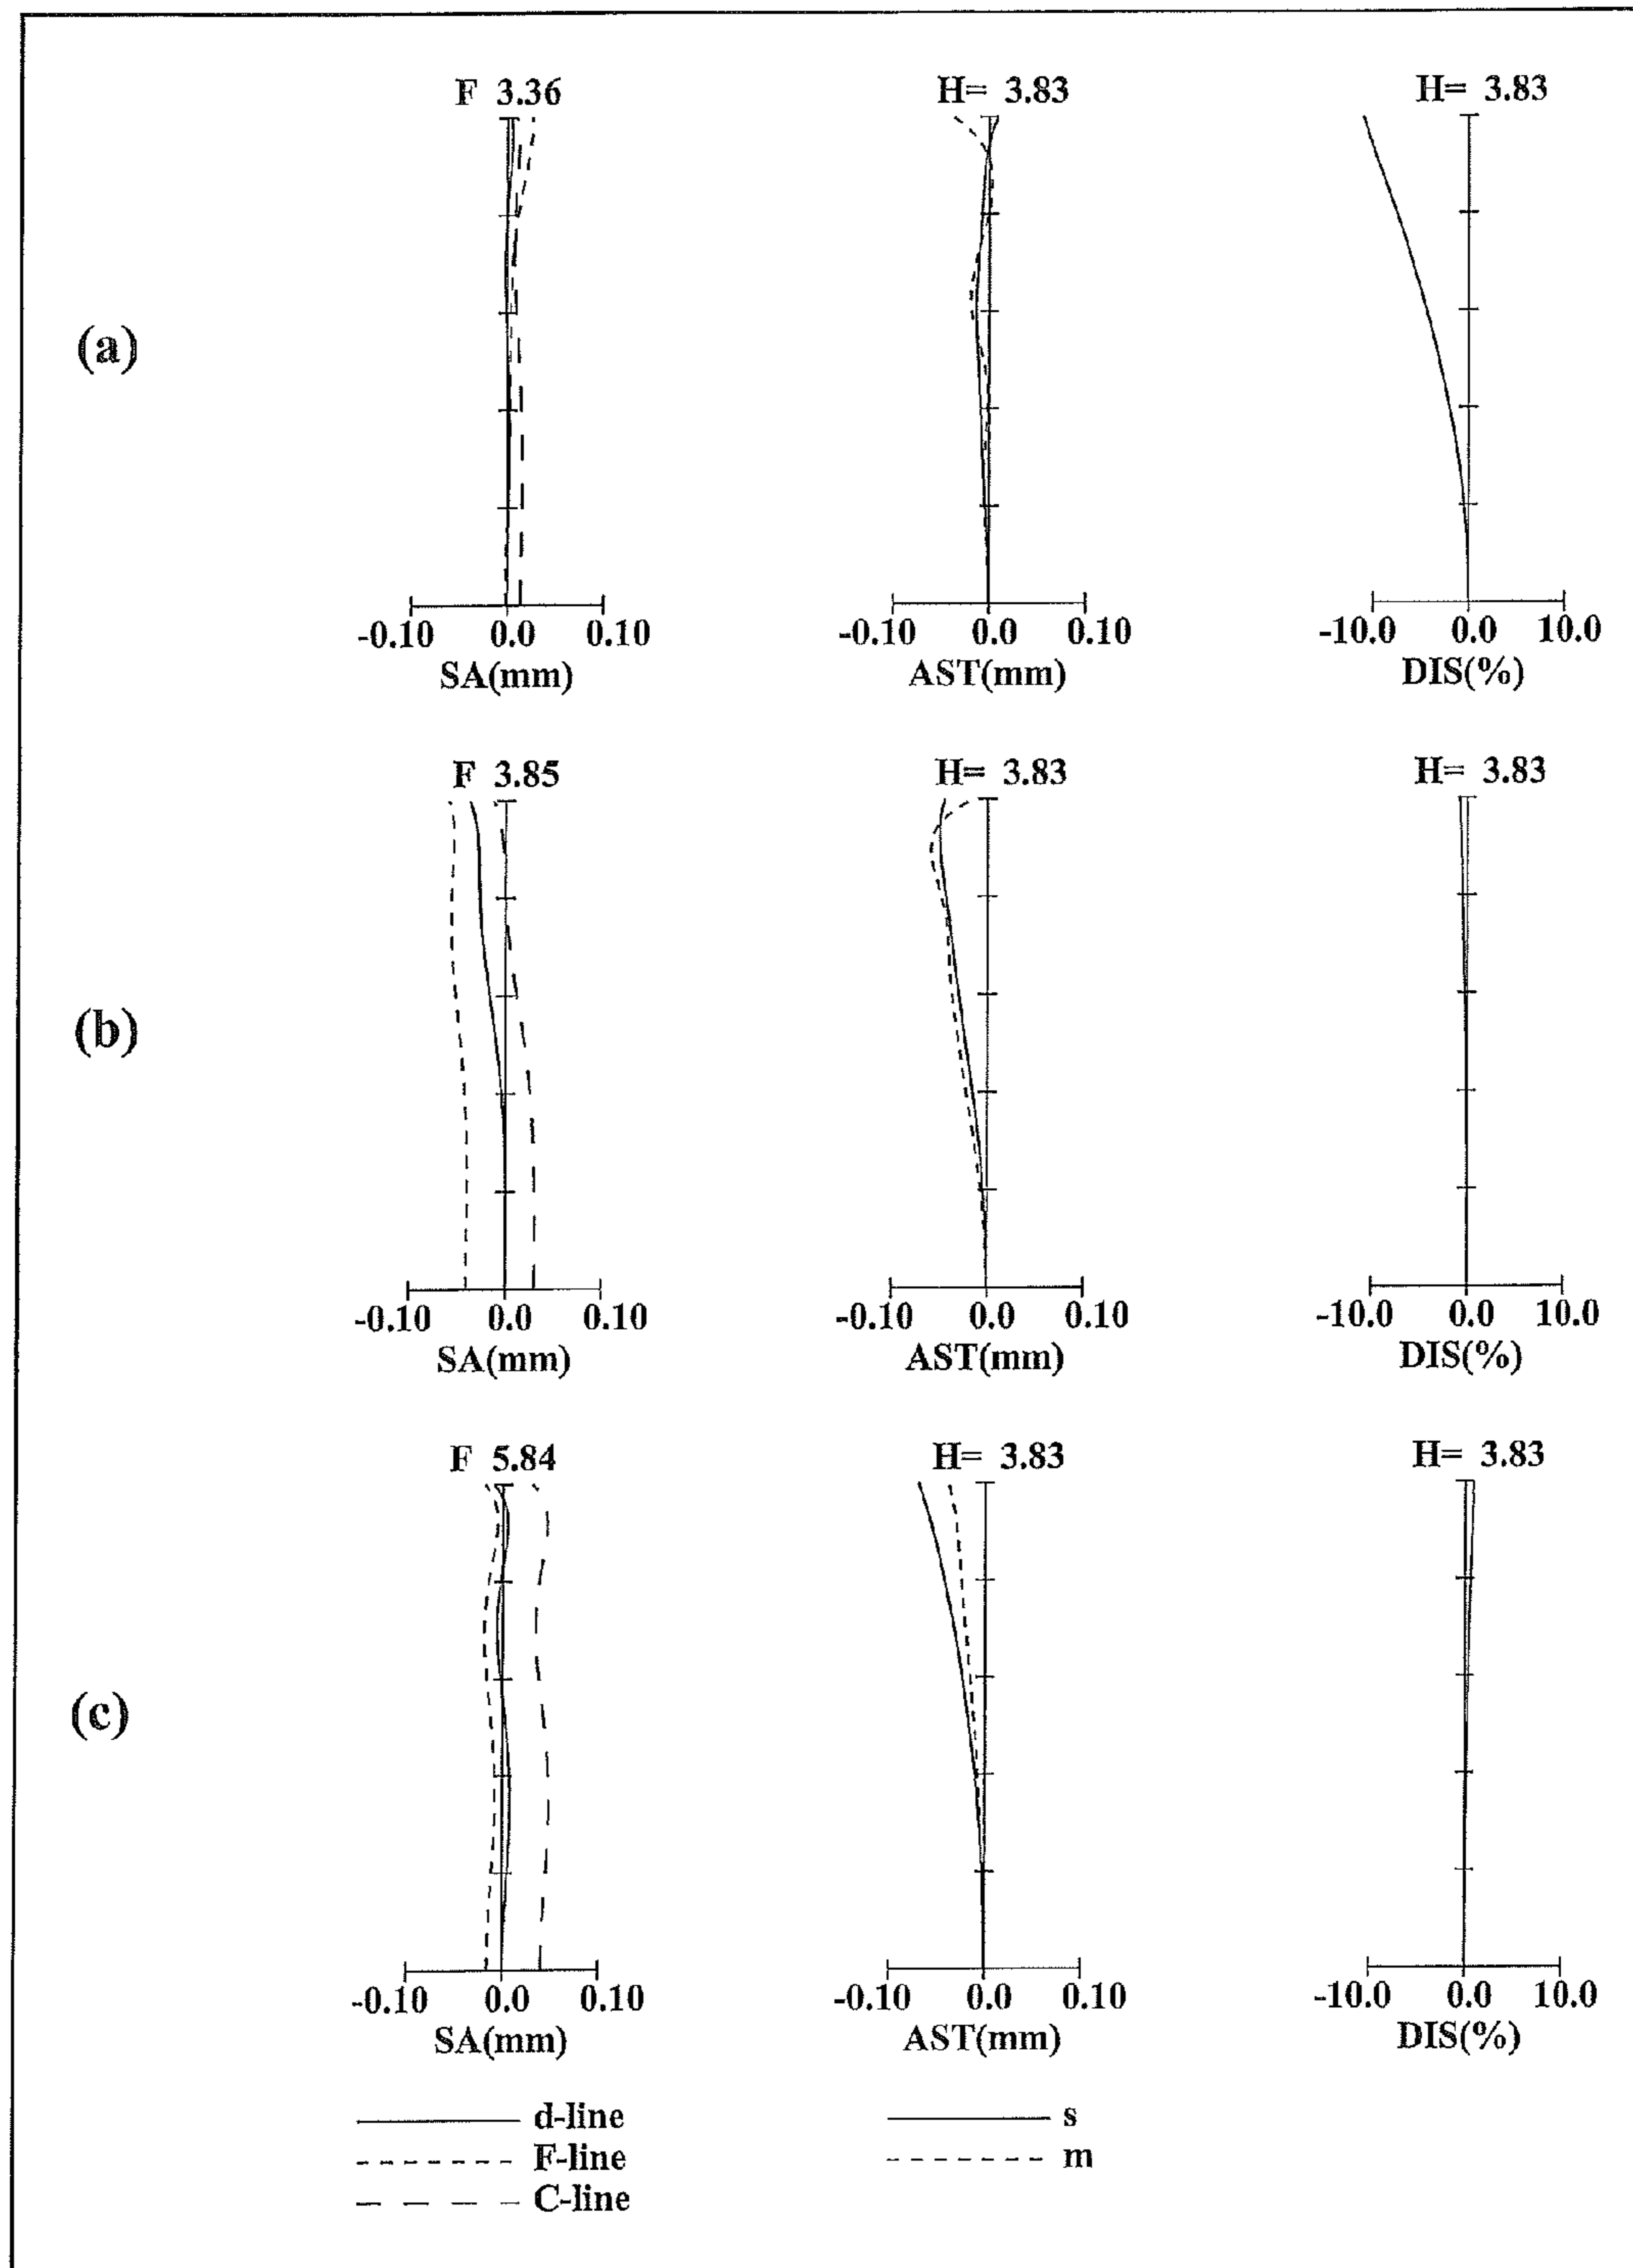 F 3.36 H= 3.83 H= 3.83
(a)
-0.10 0.0 0.10 -0.10 0.0 0.10 -10.0 0.0 10.0
SA(mm) AST(mm) DIS(%)
F 3.85 H= 3.83 H= 3.83
(b)
-0.10 0.0 0.10 -0.10 0.0 0.10 -10.0 0.0 10.0
SA(mm) AST(mm) DIS(%)
F 5.84 H= 3.83 H= 3.83
(c)
-0.10 0.0 0.10 -0.10 0.0 0.10 -10.0 0.0 10.0
SA(mm) AST(mm) DIS(%)
d-line s
F-line m
C-line